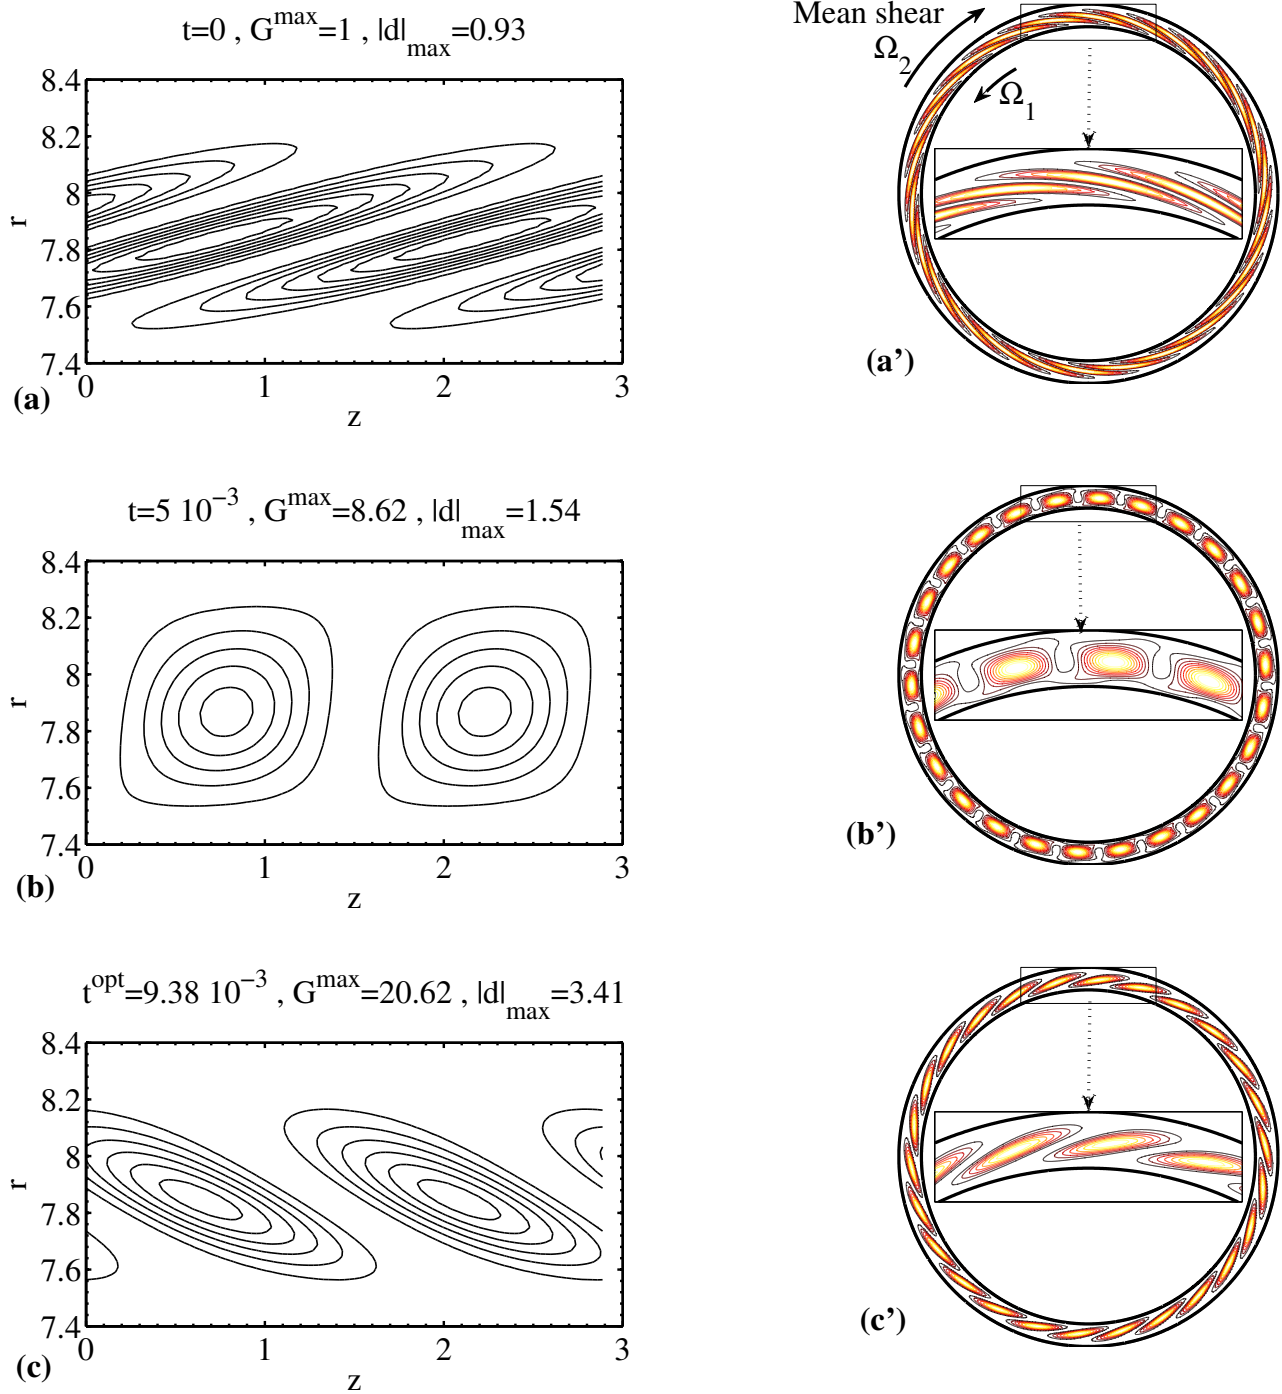 t=0 , G^max=1 , |d|_max=0.93
Mean shear
Ω_2
Ω_1
8.4
8.2
8
7.8
7.6
7.4
r
0 1 2 3
z
(a)
(a')
t=5 10^−3 , G^max=8.62 , |d|_max=1.54
8.4
8.2
8
7.8
7.6
7.4
r
0 1 2 3
z
(b)
(b')
t^opt=9.38 10^−3 , G^max=20.62 , |d|_max=3.41
8.4
8.2
8
7.8
7.6
7.4
r
0 1 2 3
z
(c)
(c')